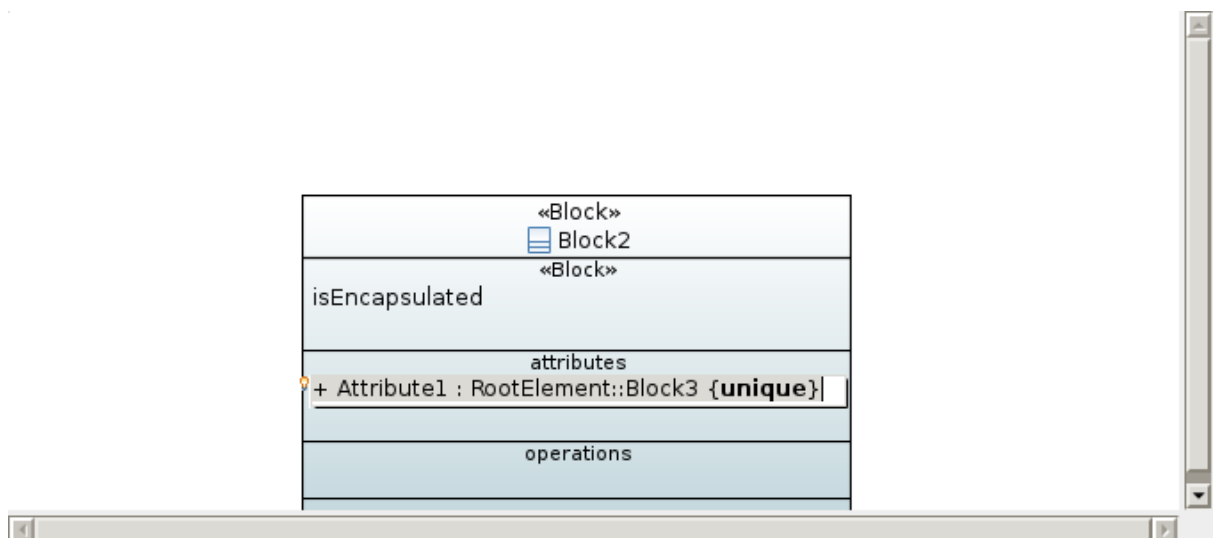 «Block»
Block2
«Block»
isEncapsulated
attributes
+ Attribute1 : RootElement::Block3 {unique}
operations